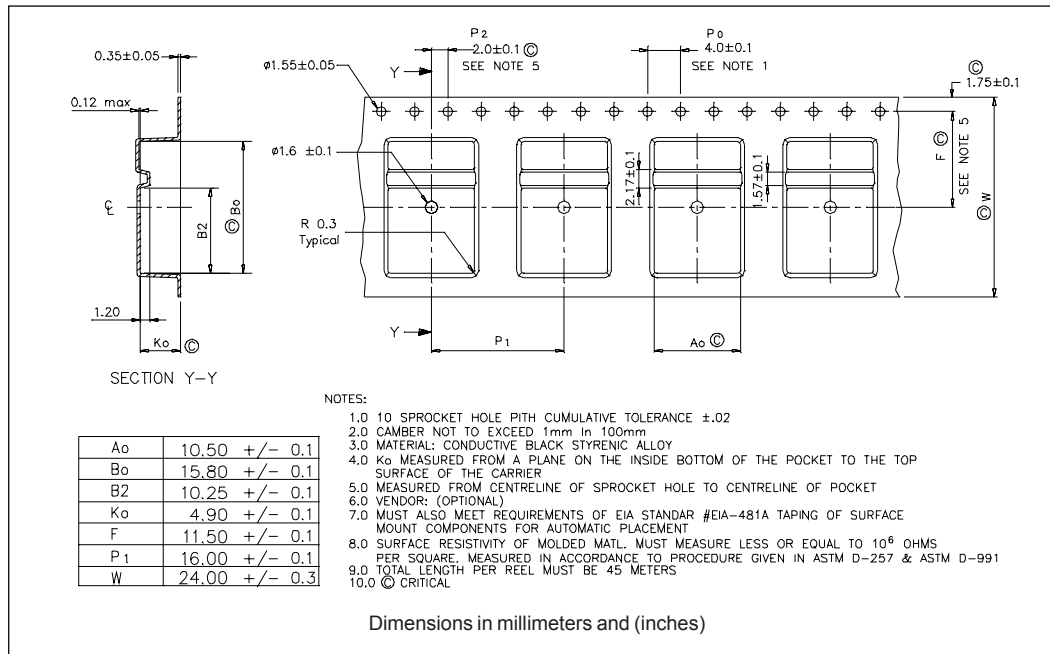 P2
2.0±0.1 Ⓒ
SEE NOTE 5
Po
4.0±0.1
SEE NOTE 1
Ⓒ
1.75±0.1
0.35±0.05
ø1.55±0.05
Y
0.12 max
ø1.6 ±0.1
2.17±0.1
1.57±0.1
F Ⓒ
SEE NOTE 5
Ⓒ W
℄
B2
Ⓒ Bo
R 0.3
Typical
1.20
Ko Ⓒ
Y
P1
Ao Ⓒ
SECTION Y-Y
NOTES:
1.0 10 SPROCKET HOLE PITH CUMULATIVE TOLERANCE ±.02
2.0 CAMBER NOT TO EXCEED 1mm In 100mm
3.0 MATERIAL: CONDUCTIVE BLACK STYRENIC ALLOY
4.0 Ko MEASURED FROM A PLANE ON THE INSIDE BOTTOM OF THE POCKET TO THE TOP
SURFACE OF THE CARRIER
5.0 MEASURED FROM CENTRELINE OF SPROCKET HOLE TO CENTRELINE OF POCKET
6.0 VENDOR: (OPTIONAL)
7.0 MUST ALSO MEET REQUIREMENTS OF EIA STANDAR #EIA-481A TAPING OF SURFACE
MOUNT COMPONENTS FOR AUTOMATIC PLACEMENT
8.0 SURFACE RESISTIVITY OF MOLDED MATL. MUST MEASURE LESS OR EQUAL TO 10⁶ OHMS
PER SQUARE. MEASURED IN ACCORDANCE TO PROCEDURE GIVEN IN ASTM D-257 & ASTM D-991
9.0 TOTAL LENGTH PER REEL MUST BE 45 METERS
10.0 Ⓒ CRITICAL
Ao 10.50 +/- 0.1
Bo 15.80 +/- 0.1
B2 10.25 +/- 0.1
Ko 4.90 +/- 0.1
F 11.50 +/- 0.1
P1 16.00 +/- 0.1
W 24.00 +/- 0.3
Dimensions in millimeters and (inches)